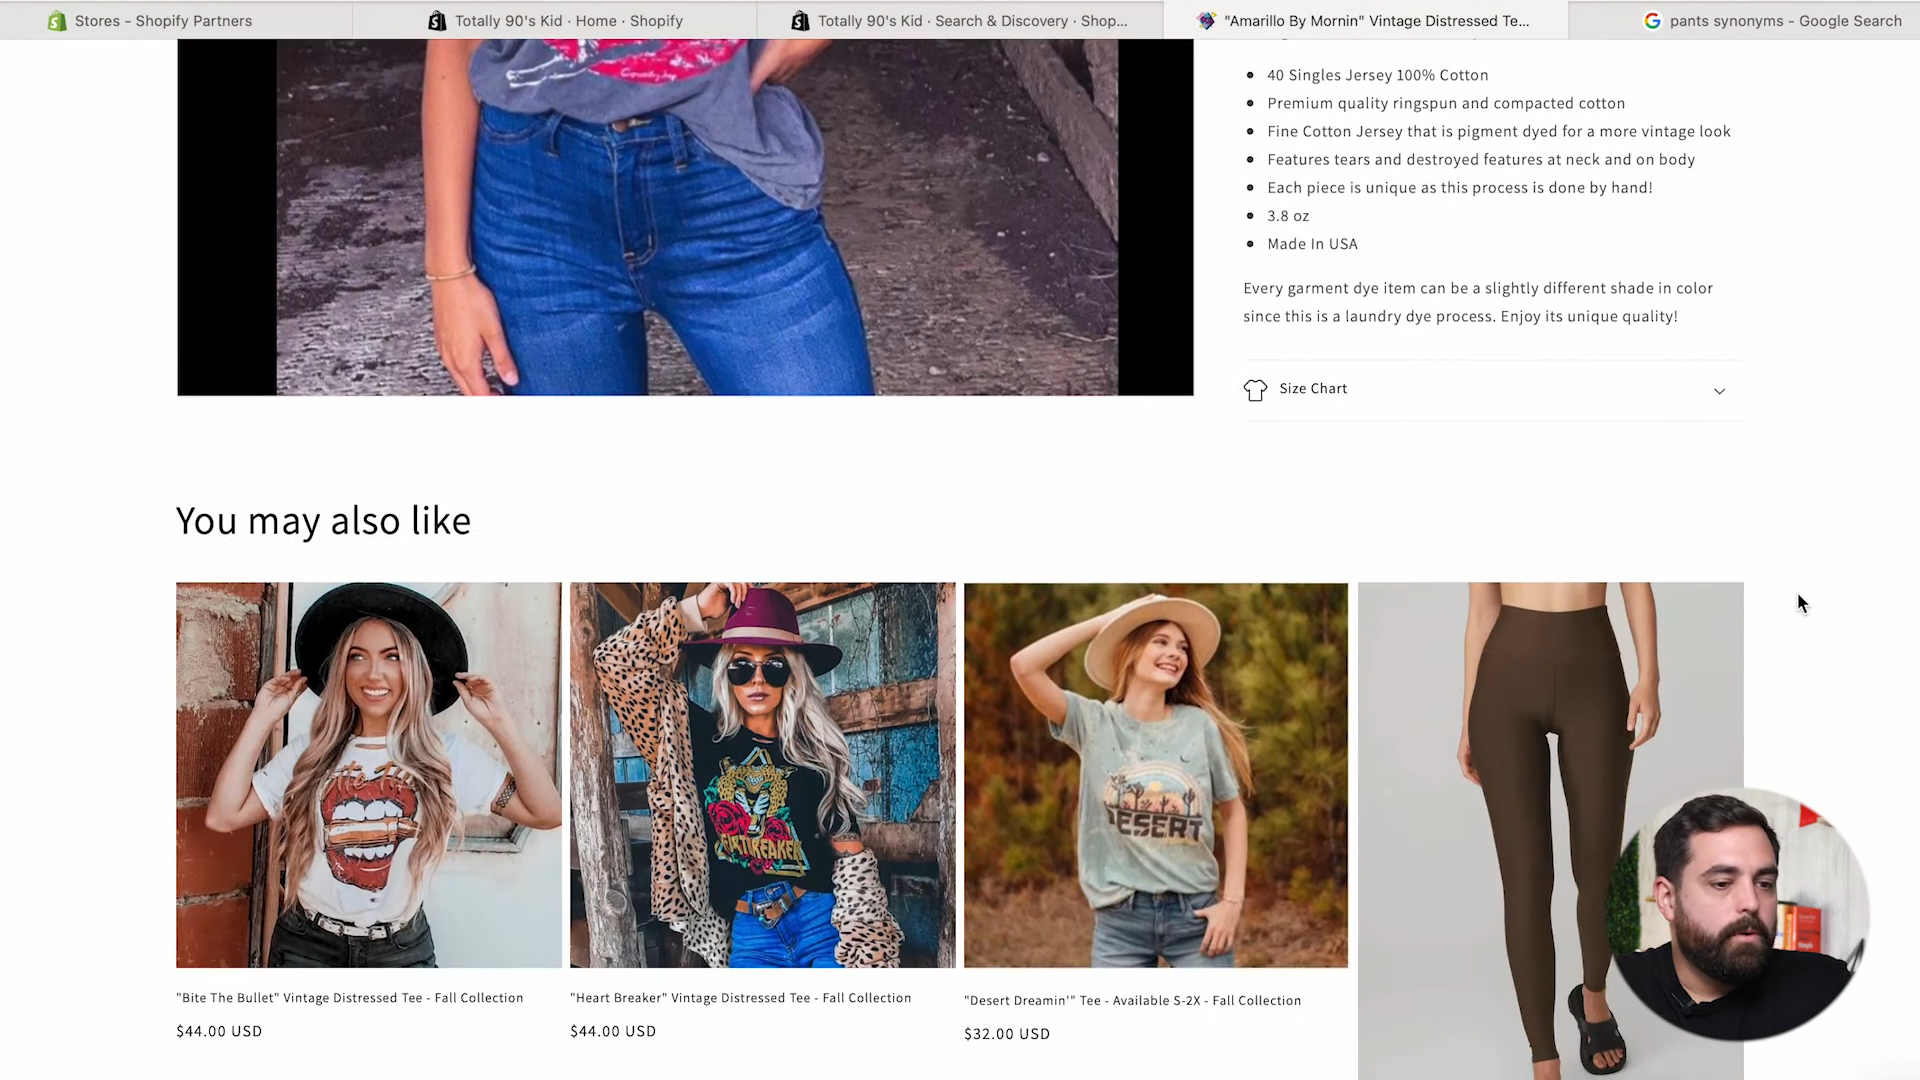 Stores - Shopify Partners
Totally 90's Kid · Home · Shopify
Totally 90's Kid · Search & Discovery · Shop...
"Amarillo By Mornin" Vintage Distressed Te...
pants synonyms - Google Search
40 Singles Jersey 100% Cotton
Premium quality ringspun and compacted cotton
Fine Cotton Jersey that is pigment dyed for a more vintage look
Features tears and destroyed features at neck and on body
Each piece is unique as this process is done by hand!
3.8 oz
Made In USA
Every garment dye item can be a slightly different shade in color
since this is a laundry dye process. Enjoy its unique quality!
Size Chart
You may also like
DESERT
"Bite The Bullet" Vintage Distressed Tee - Fall Collection
$44.00 USD
"Heart Breaker" Vintage Distressed Tee - Fall Collection
$44.00 USD
"Desert Dreamin'" Tee - Available S-2X - Fall Collection
$32.00 USD